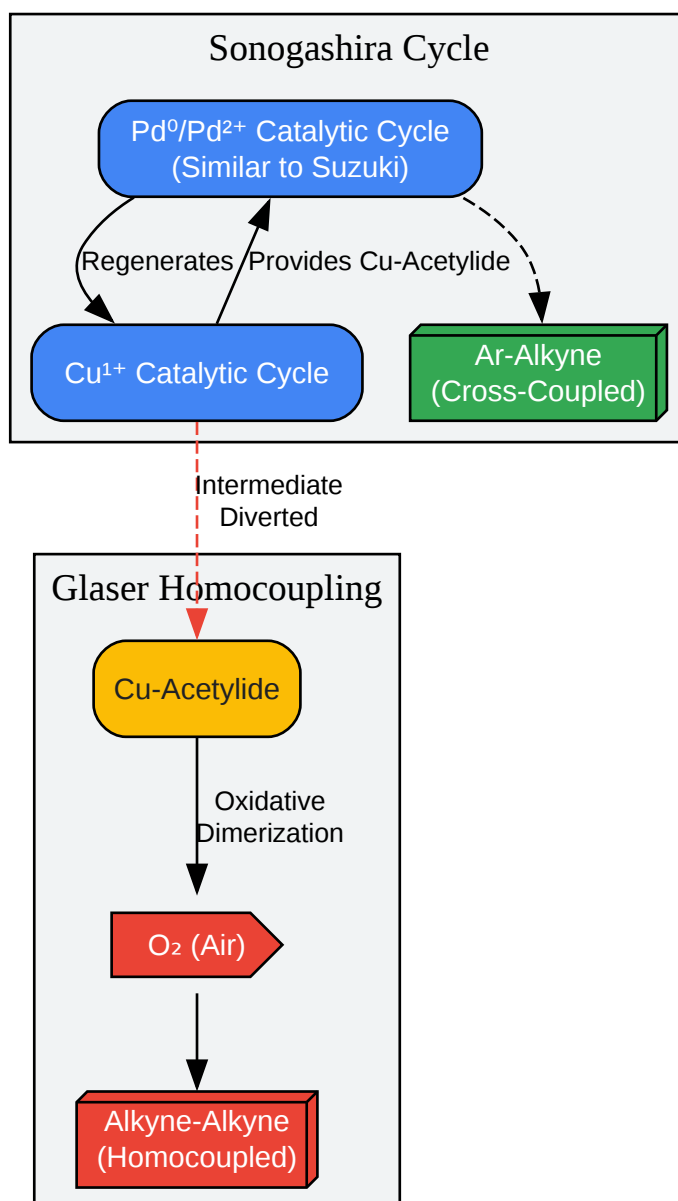 Sonogashira Cycle
Pd⁰/Pd²⁺ Catalytic Cycle
(Similar to Suzuki)
Regenerates
Provides Cu-Acetylide
Cu¹⁺ Catalytic Cycle
Ar-Alkyne
(Cross-Coupled)
Intermediate
Diverted
Glaser Homocoupling
Cu-Acetylide
Oxidative
Dimerization
O₂ (Air)
Alkyne-Alkyne
(Homocoupled)